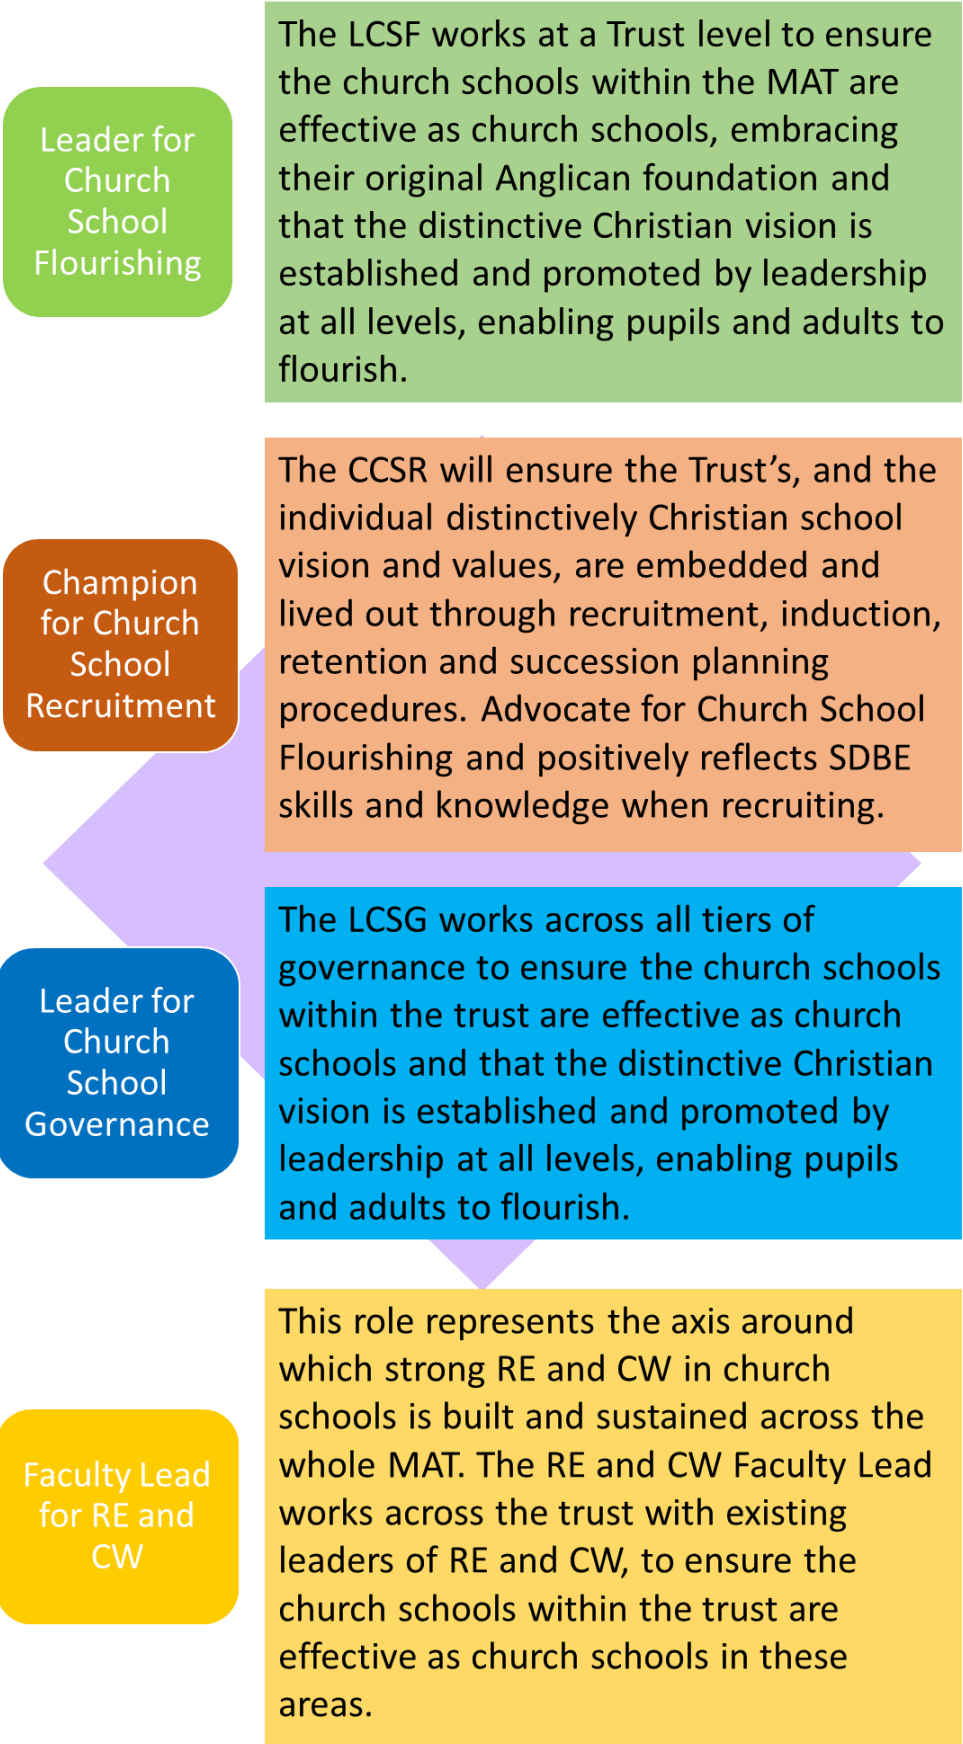 Leader for
Church
School
Flourishing
The LCSF works at a Trust level to ensure
the church schools within the MAT are
effective as church schools, embracing
their original Anglican foundation and
that the distinctive Christian vision is
established and promoted by leadership
at all levels, enabling pupils and adults to
flourish.
Champion
for Church
School
Recruitment
The CCSR will ensure the Trust’s, and the
individual distinctively Christian school
vision and values, are embedded and
lived out through recruitment, induction,
retention and succession planning
procedures. Advocate for Church School
Flourishing and positively reflects SDBE
skills and knowledge when recruiting.
Leader for
Church
School
Governance
The LCSG works across all tiers of
governance to ensure the church schools
within the trust are effective as church
schools and that the distinctive Christian
vision is established and promoted by
leadership at all levels, enabling pupils
and adults to flourish.
Faculty Lead
for RE and
CW
This role represents the axis around
which strong RE and CW in church
schools is built and sustained across the
whole MAT. The RE and CW Faculty Lead
works across the trust with existing
leaders of RE and CW, to ensure the
church schools within the trust are
effective as church schools in these
areas.